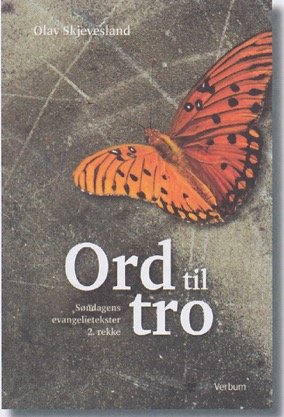 Olav Skjevesland
Ord til
Søndagens
evangelietekster
2. rekke
tro
Verbum